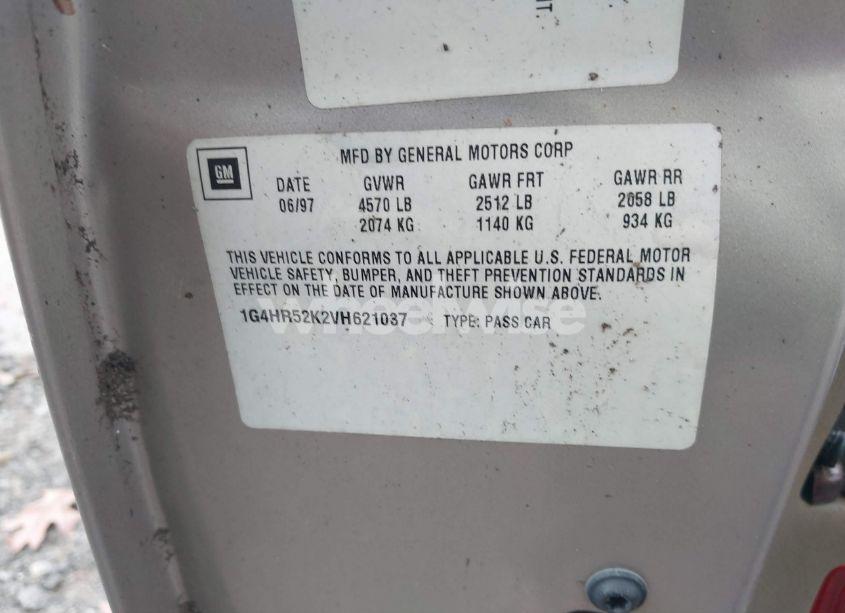 NT.
GM
MFD BY GENERAL MOTORS CORP
DATE GVWR GAWR FRT GAWR RR
06/97 4570 LB 2512 LB 2058 LB
2074 KG 1140 KG 934 KG
THIS VEHICLE CONFORMS TO ALL APPLICABLE U.S. FEDERAL MOTOR
VEHICLE SAFETY, BUMPER, AND THEFT PREVENTION STANDARDS IN
EFFECT ON THE DATE OF MANUFACTURE SHOWN ABOVE.
1G4HR52K2VH621037 TYPE: PASS CAR